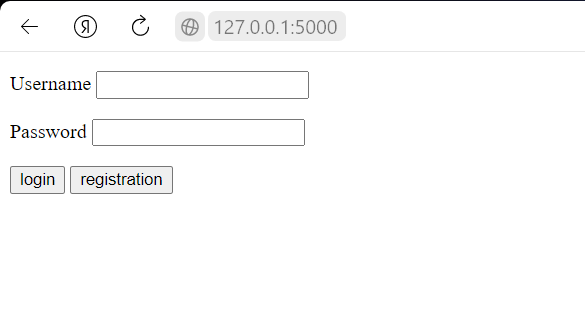 Я 127.0.0.1:5000
Username
Password
login registration